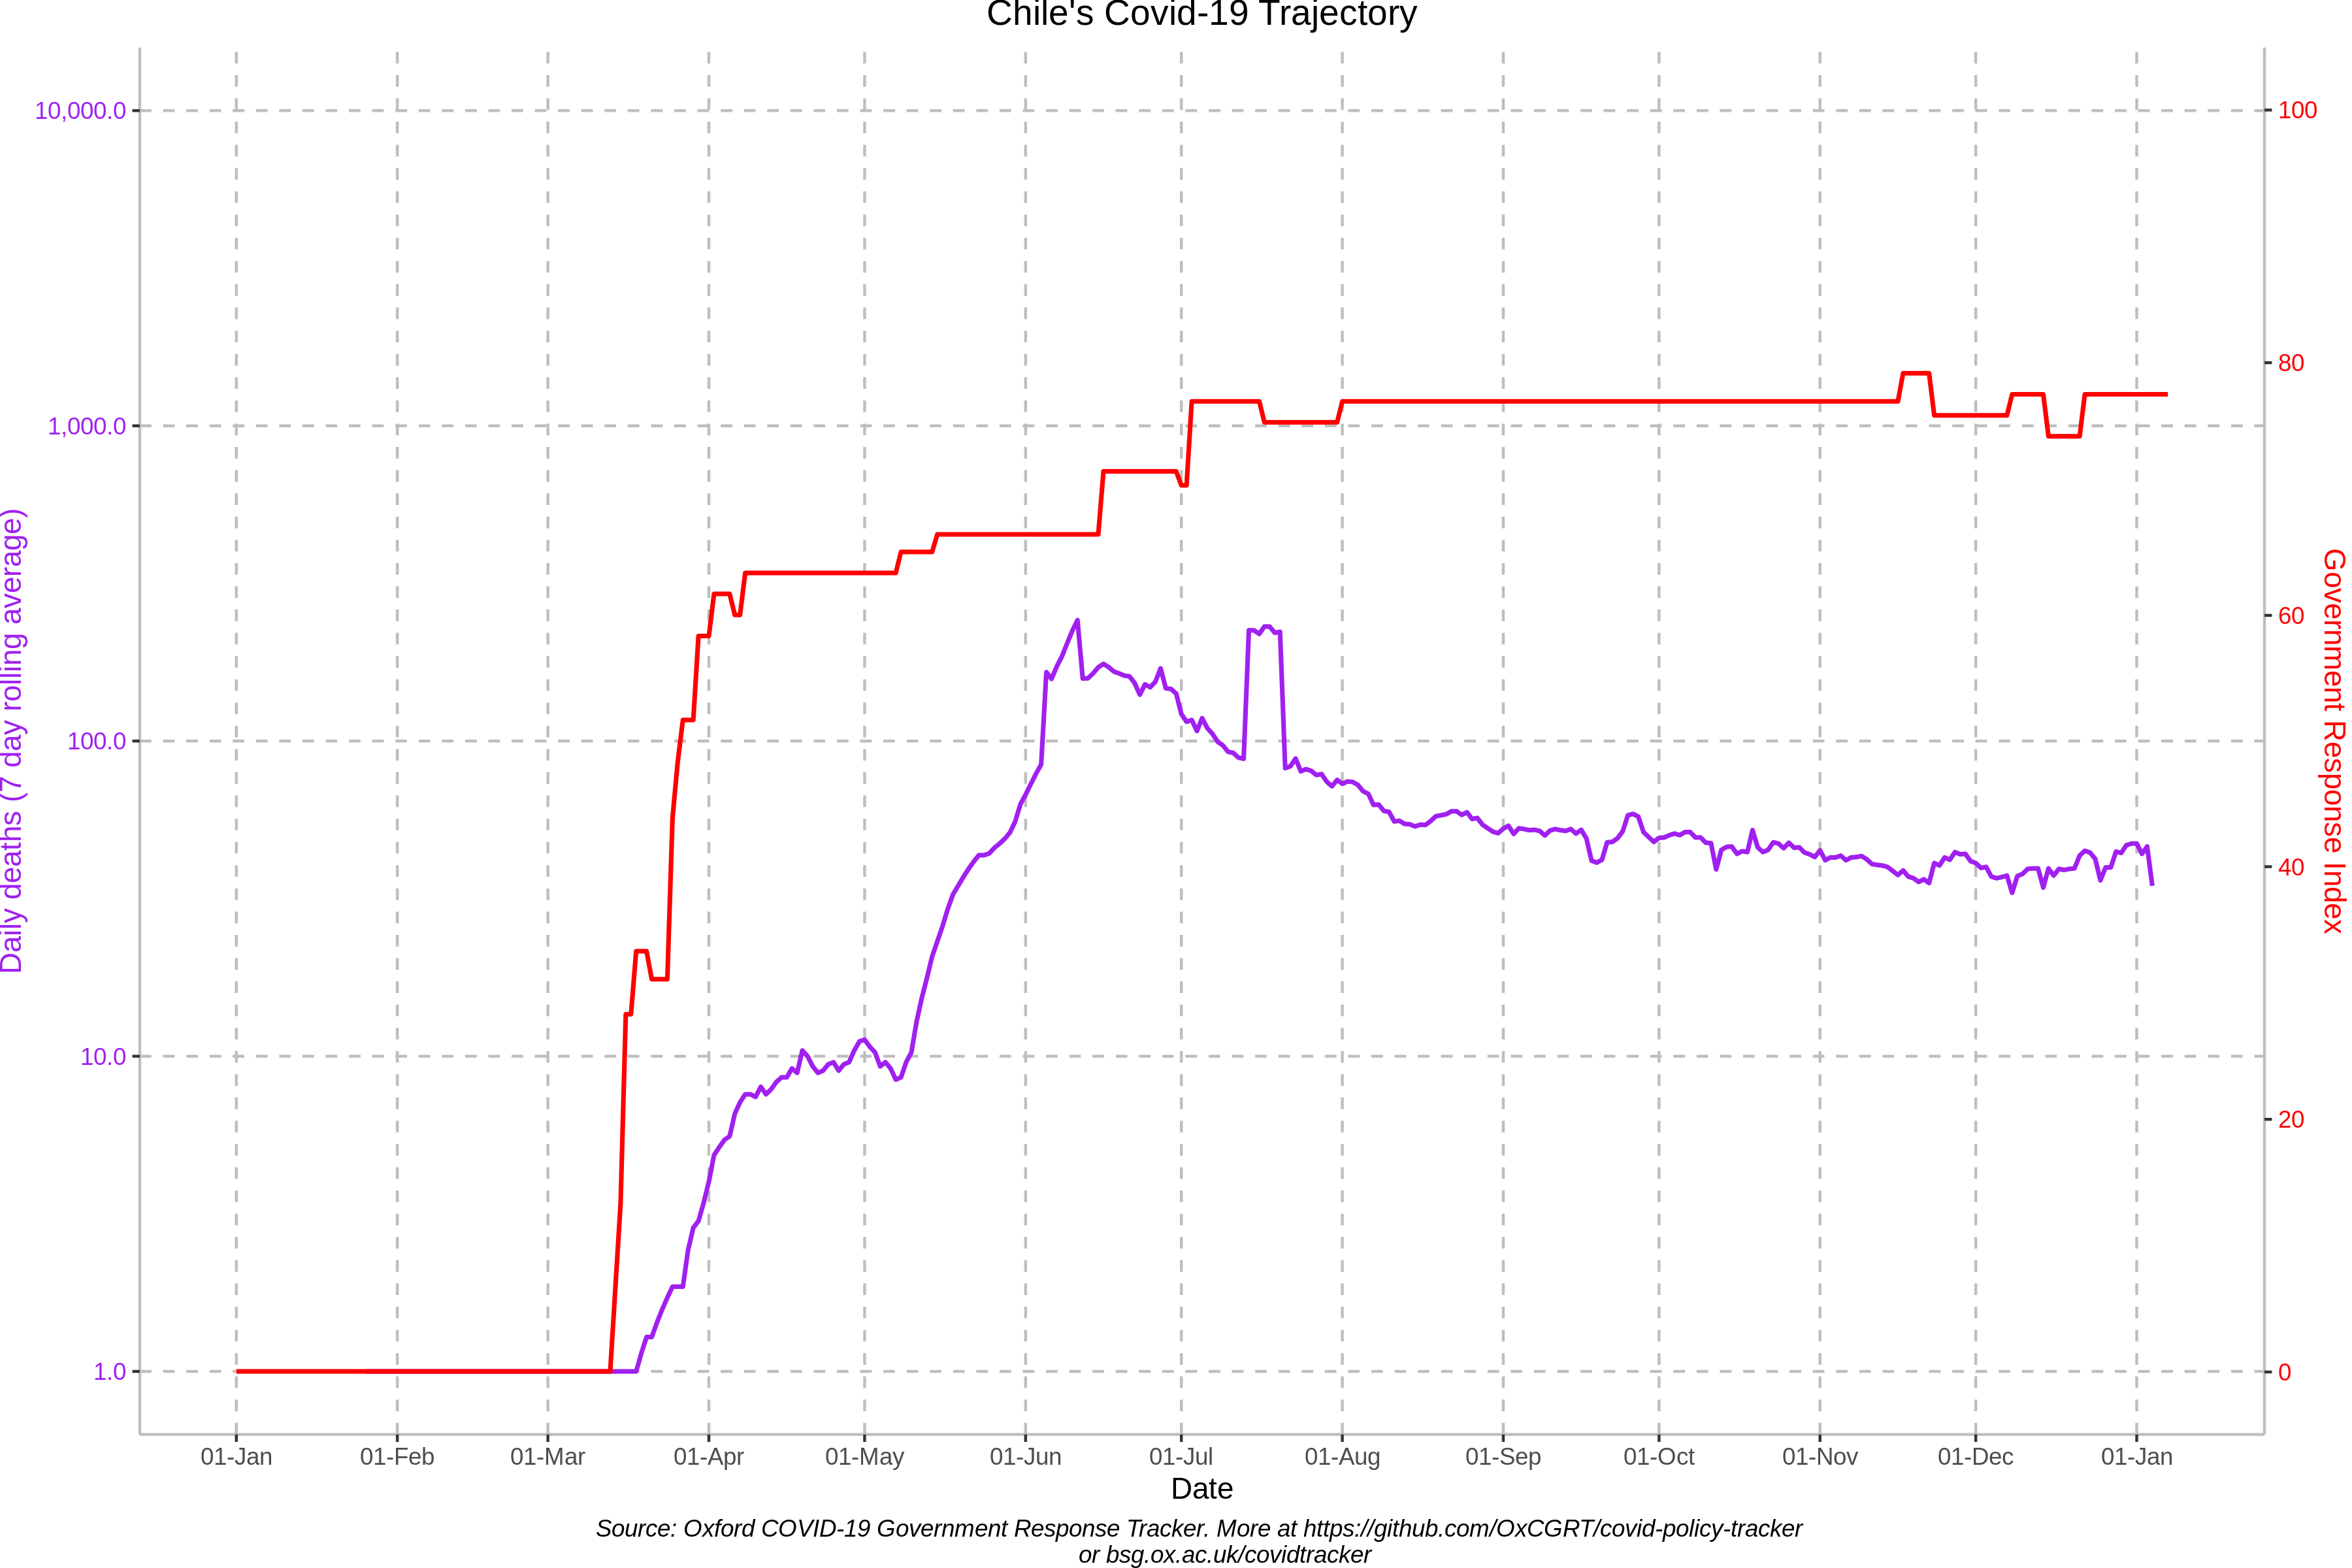 Chile's Covid-19 Trajectory
10,000.0
1,000.0
100.0
10.0
1.0
Daily deaths (7 day rolling average)
100
80
60
40
20
0
Government Response Index
01-Jan 01-Feb 01-Mar 01-Apr 01-May 01-Jun 01-Jul 01-Aug 01-Sep 01-Oct 01-Nov 01-Dec 01-Jan
Date
Source: Oxford COVID-19 Government Response Tracker. More at https://github.com/OxCGRT/covid-policy-tracker
or bsg.ox.ac.uk/covidtracker